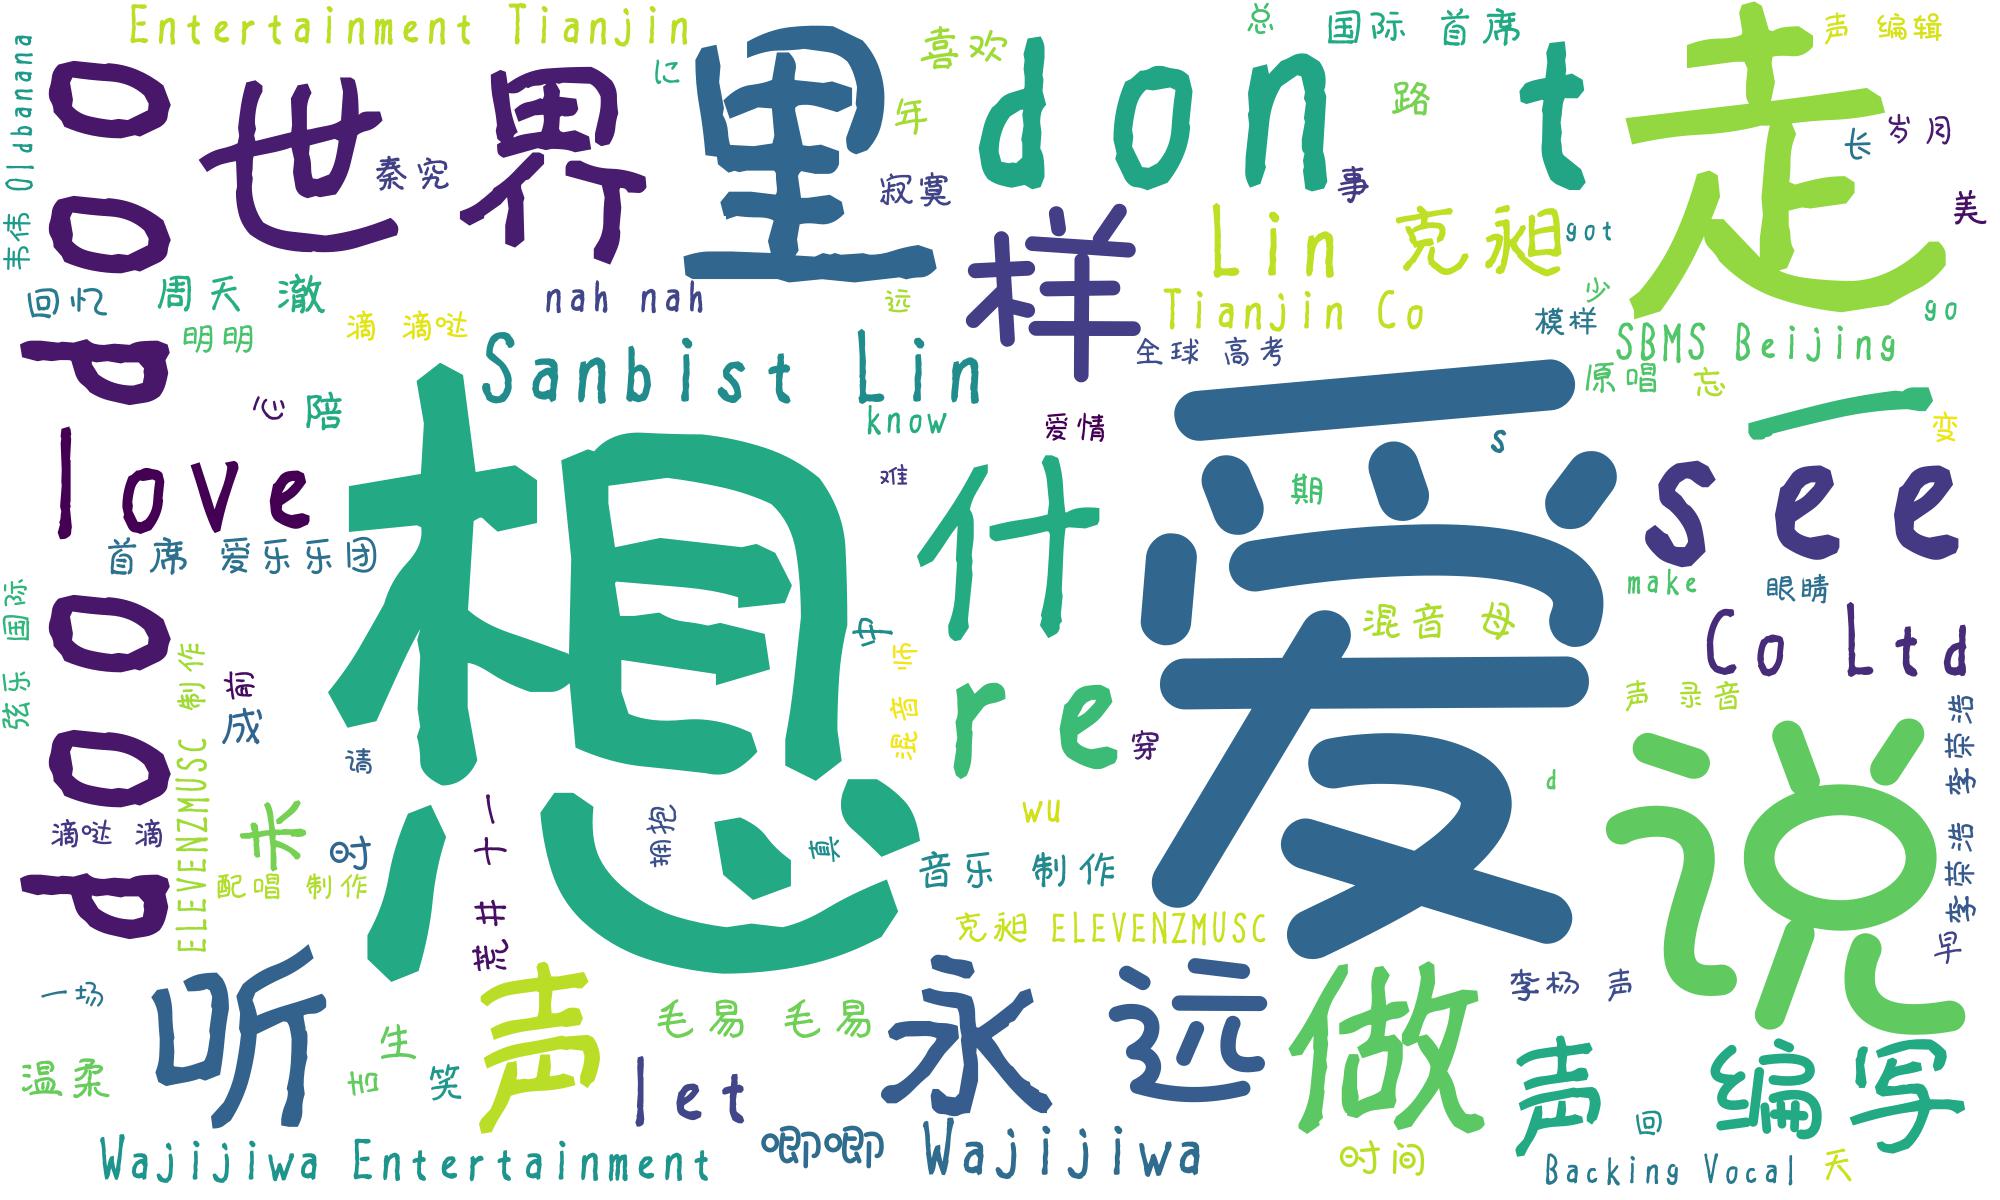 Entertainment Tianjin
喜欢
总
国际 首席
声 编辑
韦伟 Oldbanana
oo p
世界
に
里
年
don t
路
走
长
岁月
秦究
寂寞
事
美
样
Lin 克昶
got
回忆
周天 澈
nah nah
远
Tianjin Co
少
模样
go
明明
滴 滴哒
Sanbist Lin
全球 高考
SBMS Beijing
原唱 忘
心 陪
know
爱情
一
变
love
想
难
什
爱
s
期
see
首席 爱乐乐团
make
眼睛
弦乐 国际
oo p
ELEVENZMUSC 制作
前
成
中
混音 师
re
穿
混音 母
Co Ltd
声 录音
请
李荣浩 李荣浩
d
说
滴哒 滴
未
时
荒井 十一
拥抱
真
wu
配唱 制作
音乐 制作
克昶 ELEVENZMUSC
早
一场
听
声
毛易 毛易
永远
做
李杨 声
温柔
生
言
笑
let
声 编写
回
Wajijiwa Entertainment
唧唧 Wajijiwa
时间
Backing Vocal
天